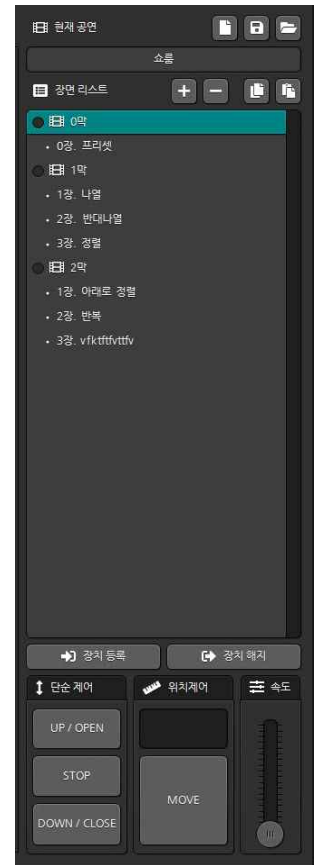 현재 공연
쇼룸
장면 리스트
0막
• 0장. 프리셋
1막
• 1장. 나열
• 2장. 반대나열
• 3장. 정렬
2막
• 1장. 아래로 정렬
• 2장. 반복
• 3장. vfktftfvttfv
장치 등록
장치 해지
단순 제어
위치제어
속도
UP / OPEN
STOP
MOVE
DOWN / CLOSE